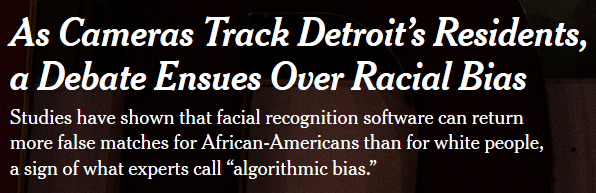 As Cameras Track Detroit’s Residents,
a Debate Ensues Over Racial Bias
Studies have shown that facial recognition software can return
more false matches for African-Americans than for white people,
a sign of what experts call “algorithmic bias.”